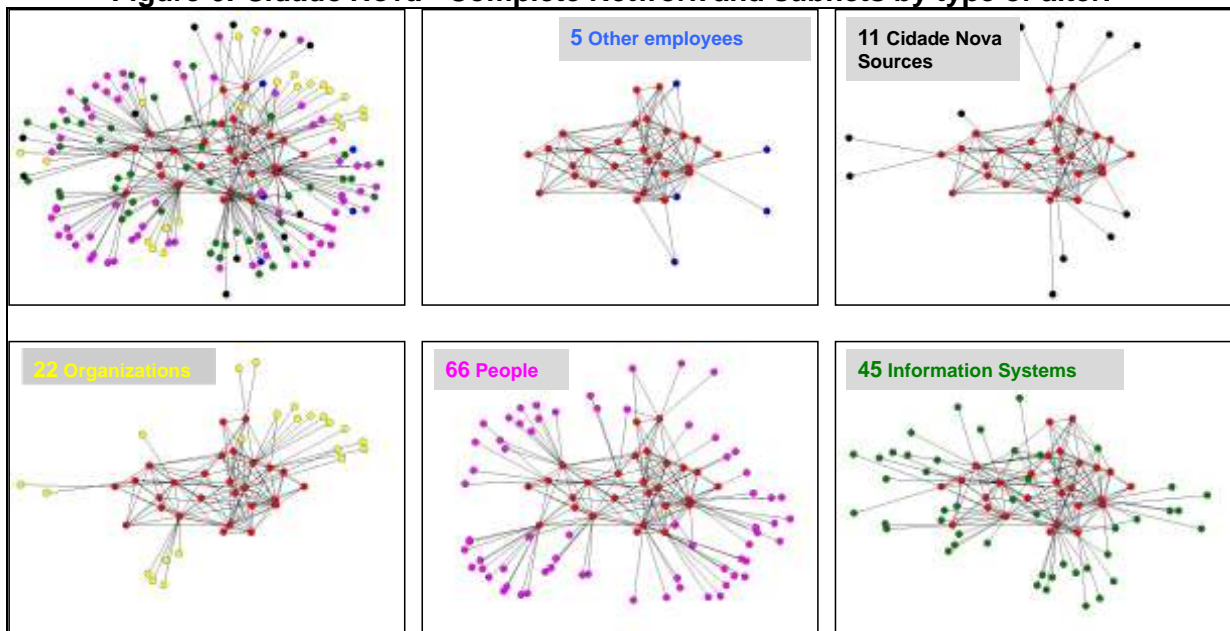 Figure 6. Cidade Nova - Complete Network and Subnets by type of alter.
5 Other employees
11 Cidade Nova
Sources
22 Organizations
66 People
45 Information Systems